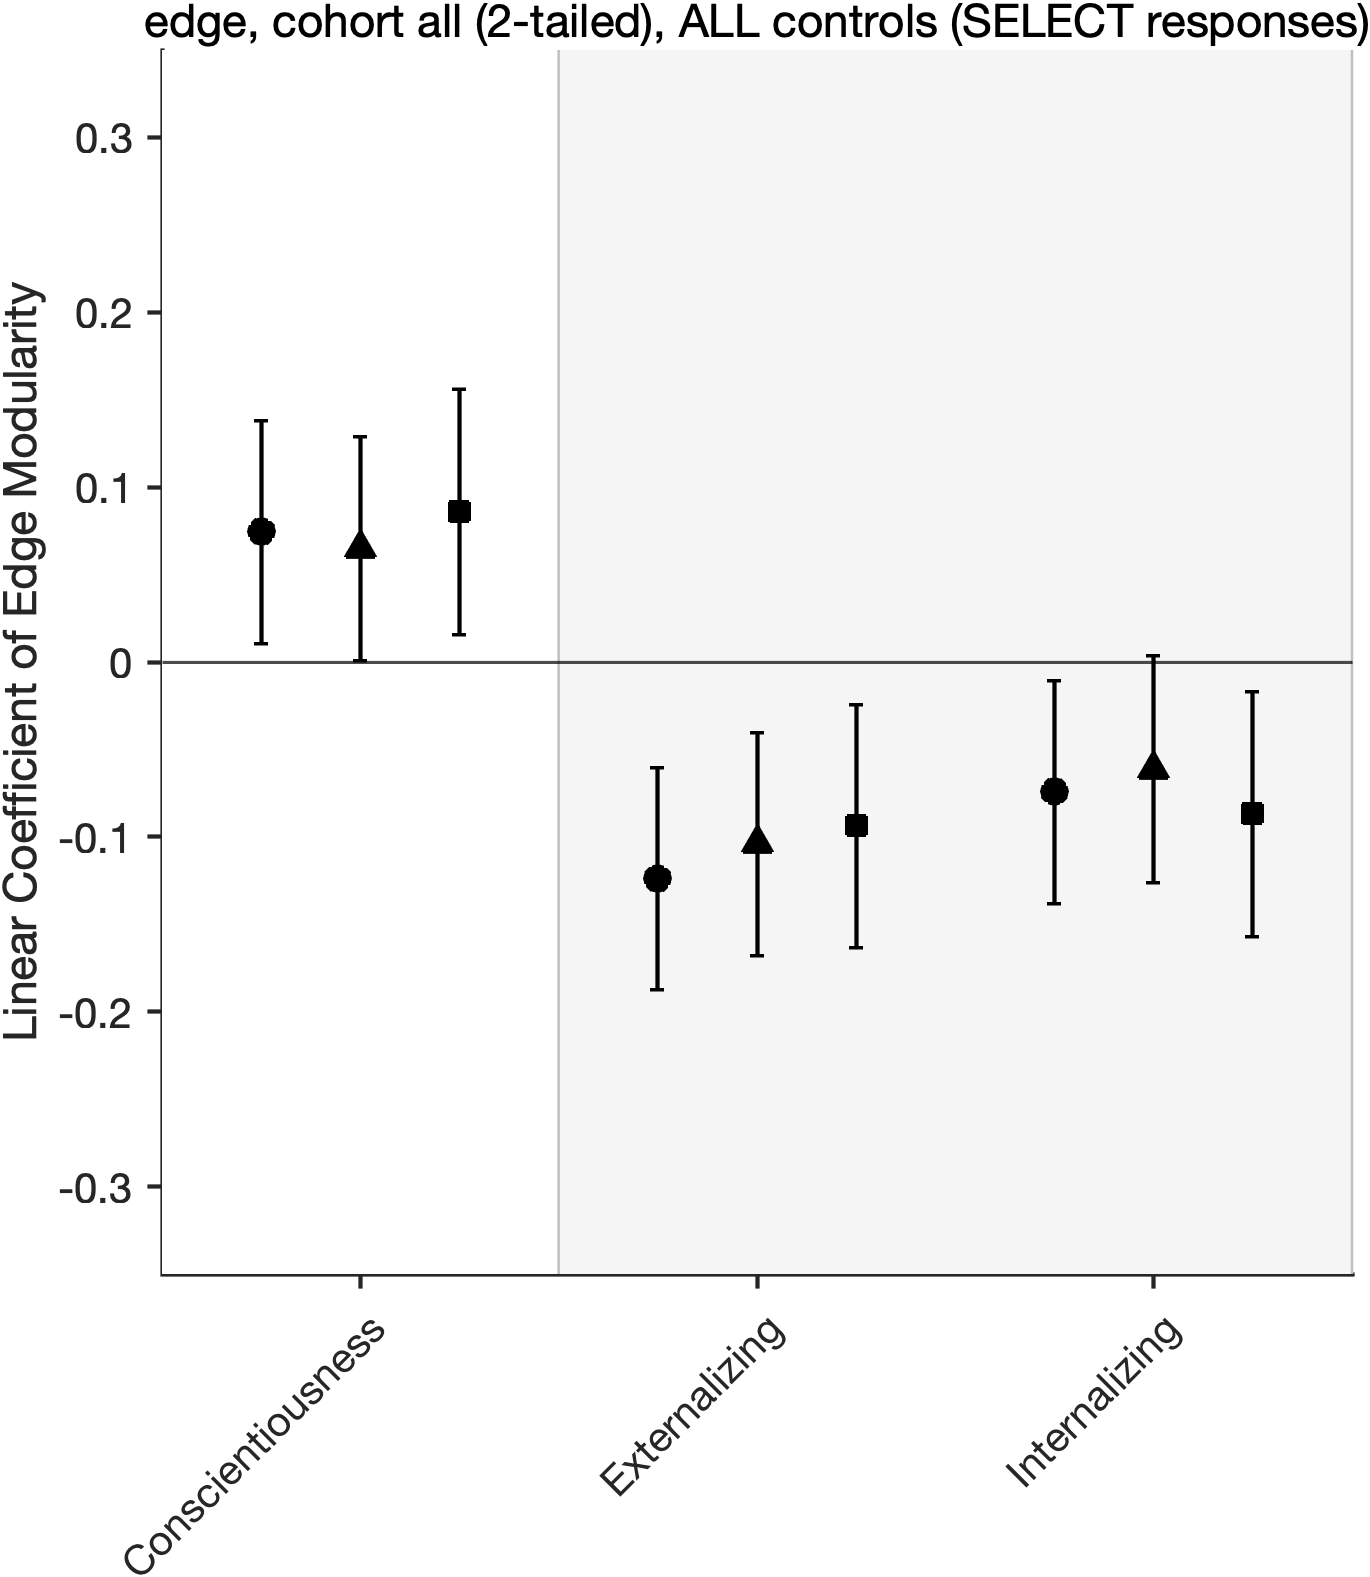 edge, cohort all (2-tailed), ALL controls (SELECT responses)
Linear Coefficient of Edge Modularity
0.3
0.2
0.1
0
-0.1
-0.2
-0.3
Conscientiousness
Externalizing
Internalizing